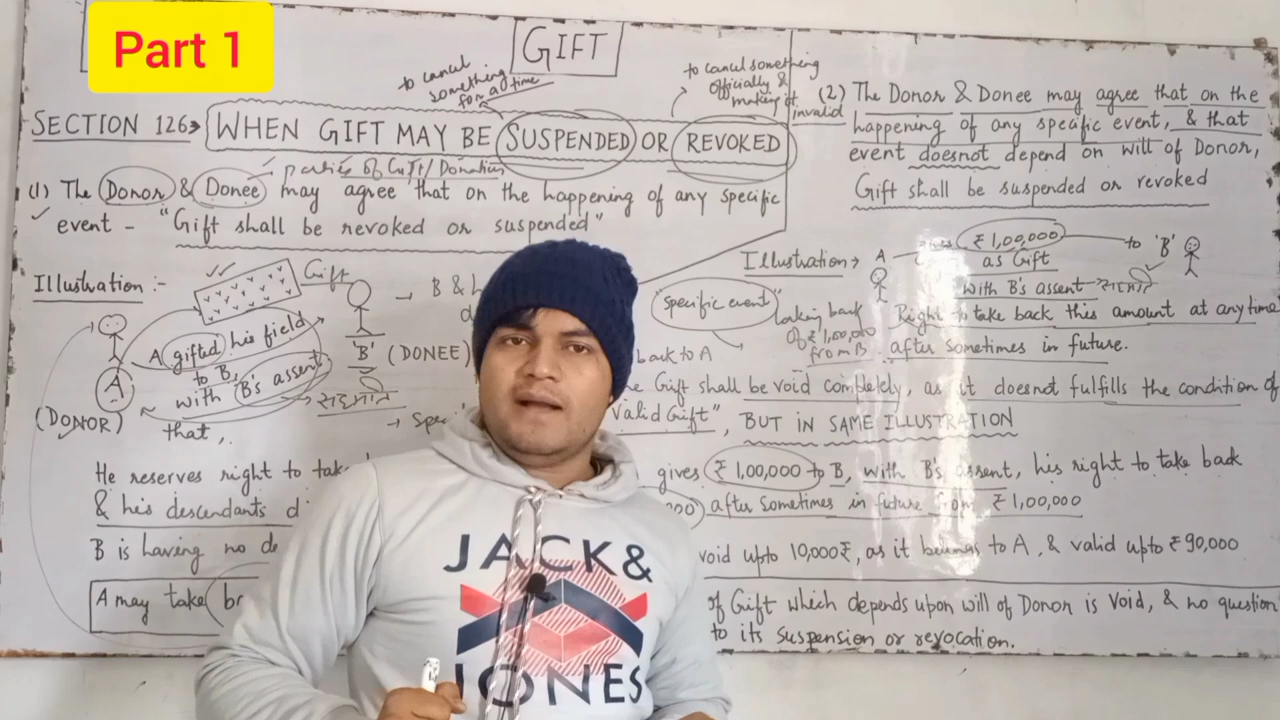 Part 1
GIFT
to cancel
something
for a time
to cancel something
officially &
making it
invalid
SECTION 126
WHEN GIFT MAY BE SUSPENDED OR REVOKED
parties of Gift/Donation
(1) The Donor & Donee may agree that on the happening of any specific
event - "Gift shall be revoked or suspended"
Illustration :-
Gift
A gifted his field
to B,
with B's assent
सहमति
that,
A
(DONOR)
'B'
(DONEE)
B &
back to A
He reserves right to take
& his descendants d
B is having no de
A may take br
(2) The Donor & Donee may agree that on the
happening of any specific event, & that
event doesnot depend on will of Donor,
Gift shall be suspended or revoked
Illustration → A gives ₹1,00,000 to 'B'
as Gift
with B's assent सहमति
"specific event"
taking back
of ₹1,00,000
from B
Right to take back this amount at anytime
after sometimes in future.
Gift shall be void completly, as it doesnot fulfills the condition of
Valid Gift", BUT IN SAME ILLUSTRATION
gives ₹1,00,000 to B, with B's assent, his right to take back
after sometimes in future from ₹1,00,000
void upto 10,000₹, as it belongs to A, & valid upto ₹90,000
of Gift which depends upon will of Donor is void, & no question
to its suspension or revocation.
JACK&
JONES